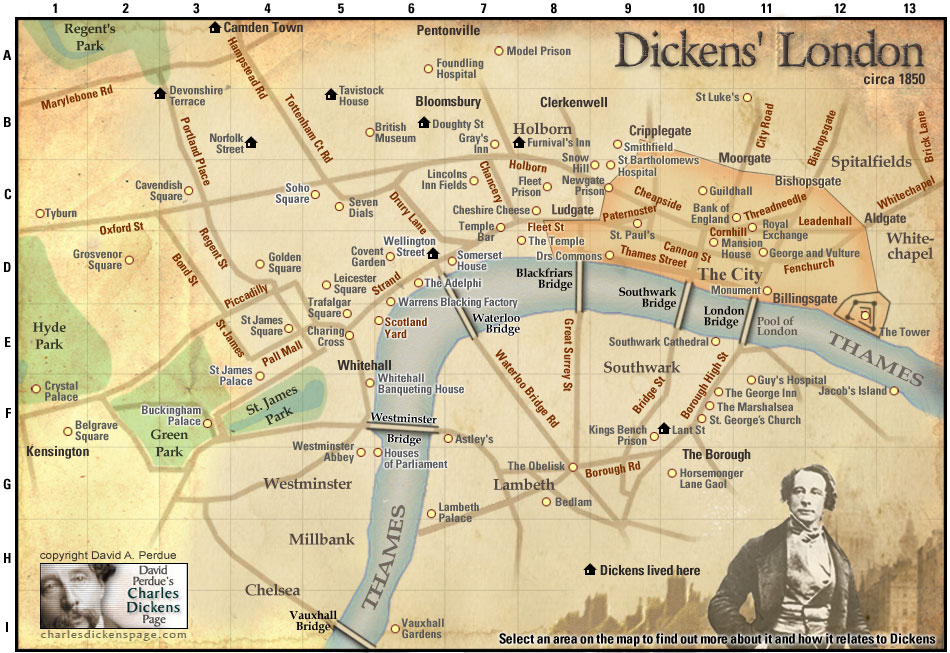 1 2 3 4 5 6 7 8 9 10 11 12 13
A
B
C
D
E
F
G
H
I
Dickens' London
circa 1850
Regent's
Park
Camden Town
Pentonville
Model Prison
Foundling
Hospital
Hampstead Rd
Marylebone Rd
Devonshire
Terrace
Tavistock
House
Bloomsbury
Clerkenwell
St Luke's
City Road
Bishopsgate
Brick Lane
Portland Place
Norfolk
Street
Tottenham Ct Rd
British
Museum
Doughty St
Gray's
Inn
Holborn
Furnival's Inn
Cripplegate
Smithfield
Moorgate
Spitalfields
Snow
Hill
St Bartholomews
Hospital
Holborn
Bishopsgate
Whitechapel
Cavendish
Square
Soho
Square
Seven
Dials
Lincolns
Inn Fields
Chancery
Fleet
Prison
Newgate
Prison
Cheapside
Guildhall
Tyburn
Oxford St
Drury Lane
Cheshire Cheese
Ludgate
Paternoster
Bank of
England
Threadneedle
Leadenhall
Aldgate
Temple
Bar
Fleet St
St. Paul's
Cornhill
Royal
Exchange
White-
chapel
Grosvenor
Square
Bond St
Regent St
Golden
Square
Wellington
Street
Covent
Garden
The Temple
Drs Commons
Thames Street
Cannon St
Mansion
House
George and Vulture
Fenchurch
Somerset
House
Strand
Leicester
Square
The Adelphi
Blackfriars
Bridge
The City
Monument
Billingsgate
Piccadilly
Trafalgar
Square
Warrens Blacking Factory
Waterloo
Bridge
Southwark
Bridge
London
Bridge
Pool of
London
The Tower
Hyde
Park
St James
St James
Square
Charing
Cross
Scotland
Yard
Great Surrey St
Southwark Cathedral
THAMES
Pall Mall
Whitehall
Waterloo Bridge Rd
Southwark
Crystal
Palace
St James
Palace
Whitehall
Banqueting House
Bridge St
Borough High St
Guy's Hospital
The George Inn
Jacob's Island
Buckingham
Palace
St. James
Park
The Marshalsea
St. George's Church
Belgrave
Square
Green
Park
Westminster
Bridge
Kings Bench
Prison
Lant St
Kensington
Westminster
Abbey
Houses
of Parliament
Astley's
The Borough
Westminster
The Obelisk
Borough Rd
Horsemonger
Lane Gaol
Lambeth
Bedlam
Lambeth
Palace
Millbank
THAMES
Chelsea
Vauxhall
Bridge
Vauxhall
Gardens
Dickens lived here
copyright David A. Perdue
David
Perdue's
Charles
Dickens
Page
charlesdickenspage.com
Select an area on the map to find out more about it and how it relates to Dickens